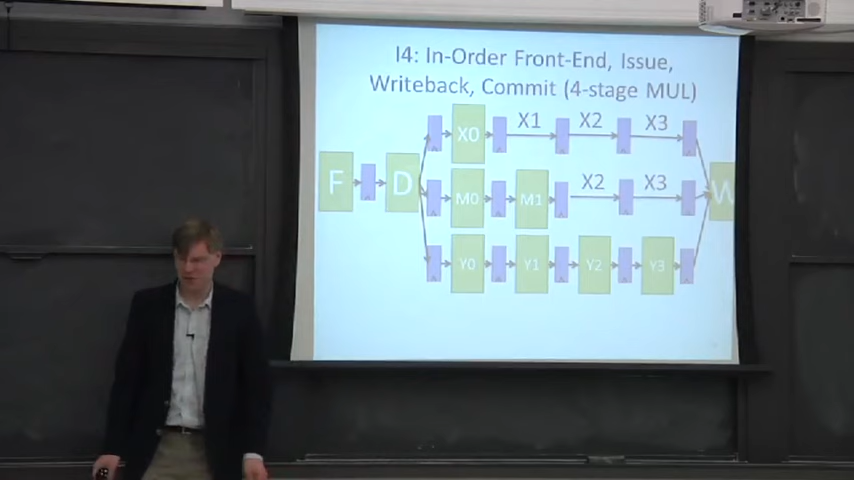 I4: In-Order Front-End, Issue,
Writeback, Commit (4-stage MUL)
X0 X1 X2 X3
F D M0 M1 X2 X3 W
Y0 Y1 Y2 Y3